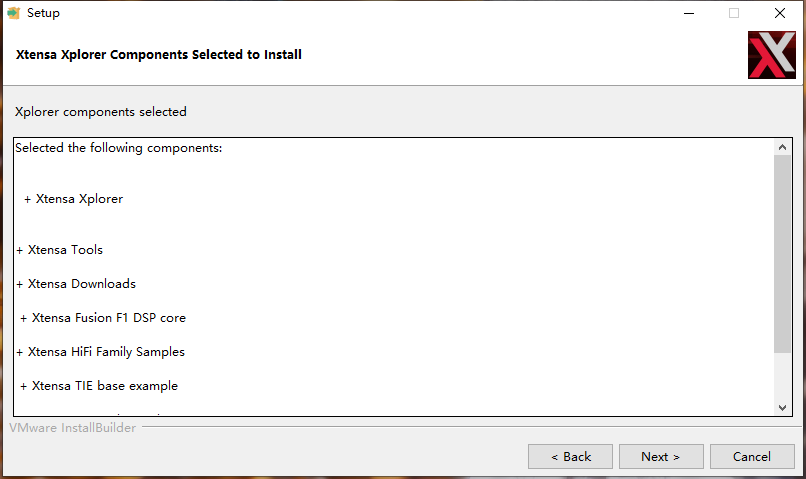 Setup
Xtensa Xplorer Components Selected to Install
Xplorer components selected
Selected the following components:
+ Xtensa Xplorer
+ Xtensa Tools
+ Xtensa Downloads
+ Xtensa Fusion F1 DSP core
+ Xtensa HiFi Family Samples
+ Xtensa TIE base example
VMware InstallBuilder
< Back
Next >
Cancel